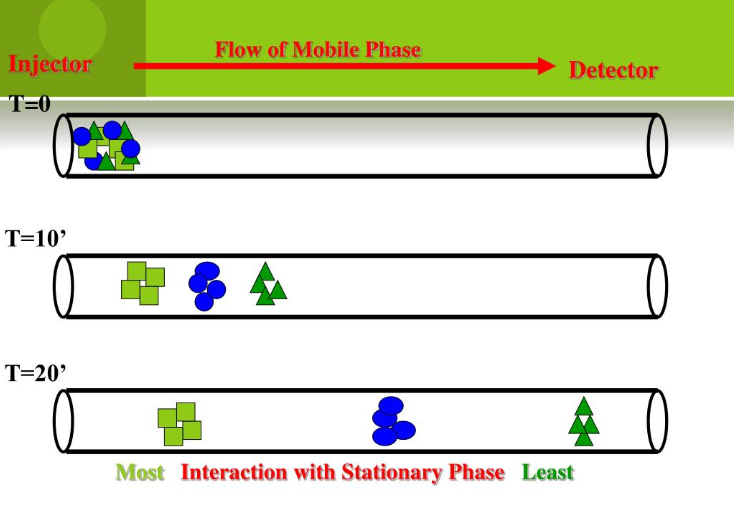 Flow of Mobile Phase
Injector
Detector
T=0
T=10’
T=20’
Most Interaction with Stationary Phase Least